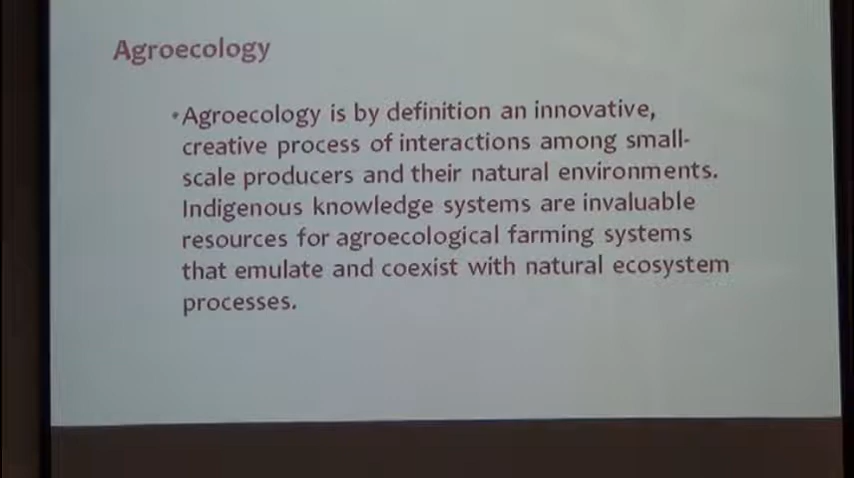 Agroecology
•Agroecology is by definition an innovative,
creative process of interactions among small-
scale producers and their natural environments.
Indigenous knowledge systems are invaluable
resources for agroecological farming systems
that emulate and coexist with natural ecosystem
processes.